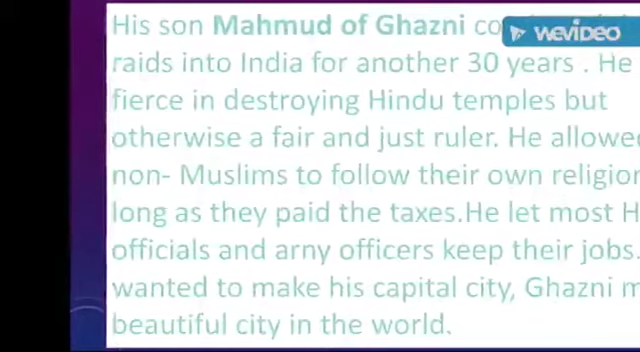 His son Mahmud of Ghazni
WeVideo
raids into India for another 30 years . He
fierce in destroying Hindu temples but
otherwise a fair and just ruler. He allowe
non- Muslims to follow their own religio
long as they paid the taxes.He let most H
officials and arny officers keep their jobs.
wanted to make his capital city, Ghazni m
beautiful city in the world.